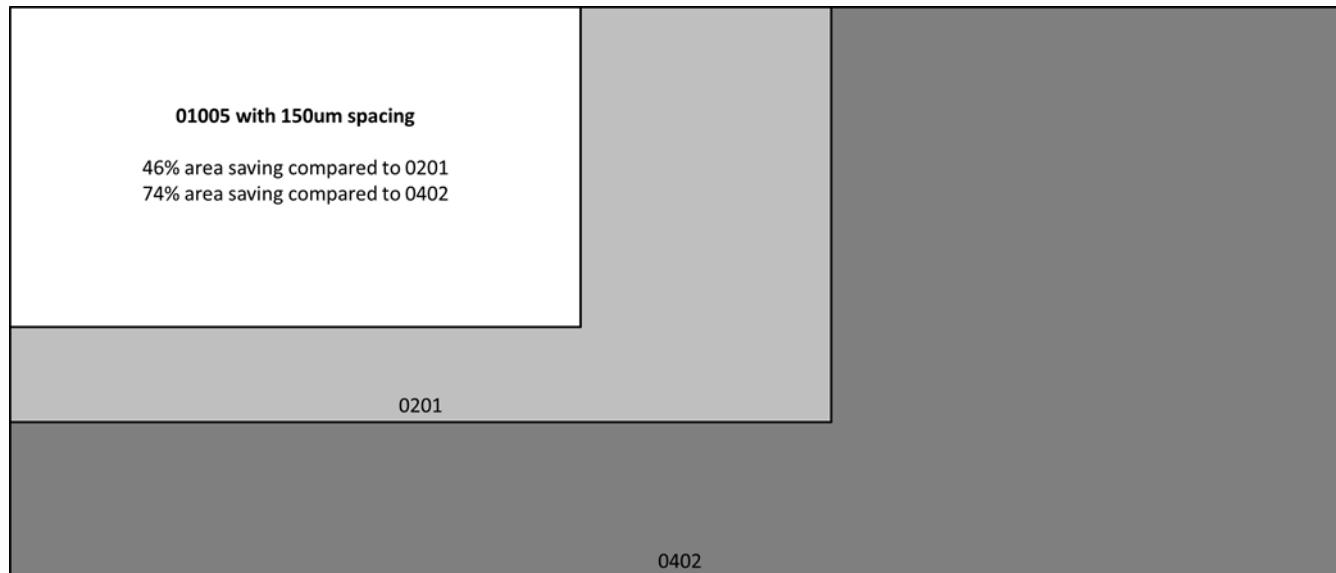 01005 with 150um spacing
46% area saving compared to 0201
74% area saving compared to 0402
0201
0402